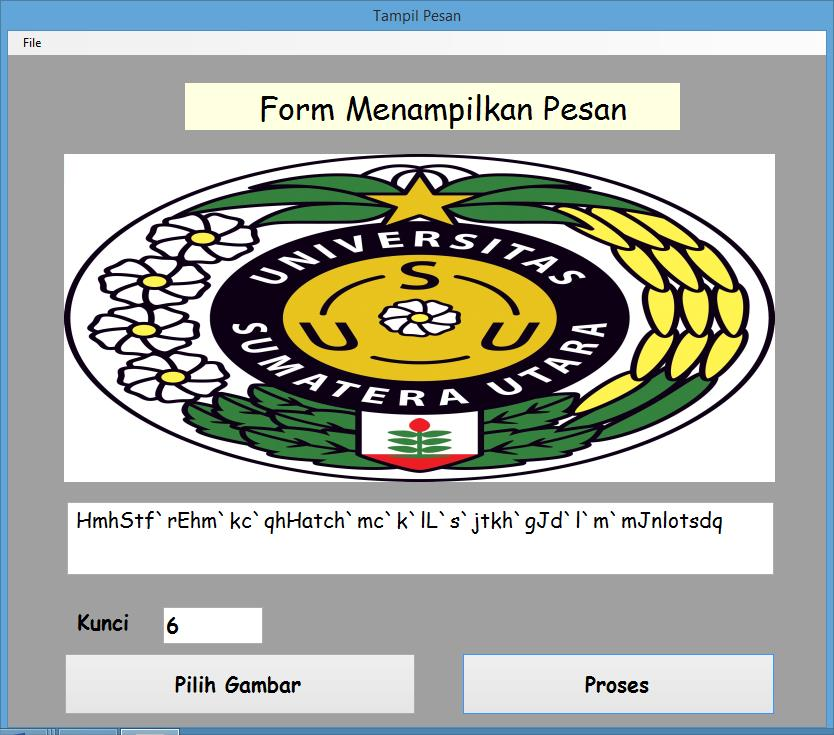 Tampil Pesan
File
Form Menampilkan Pesan
UNIVERSITAS
S
U U
SUMATERA UTARA
HmhStf`rEhm`kc`qhHatch`mc`k`lL`s`jtkh`gJd`l`m`mJnlotsdq
Kunci 6
Pilih Gambar Proses